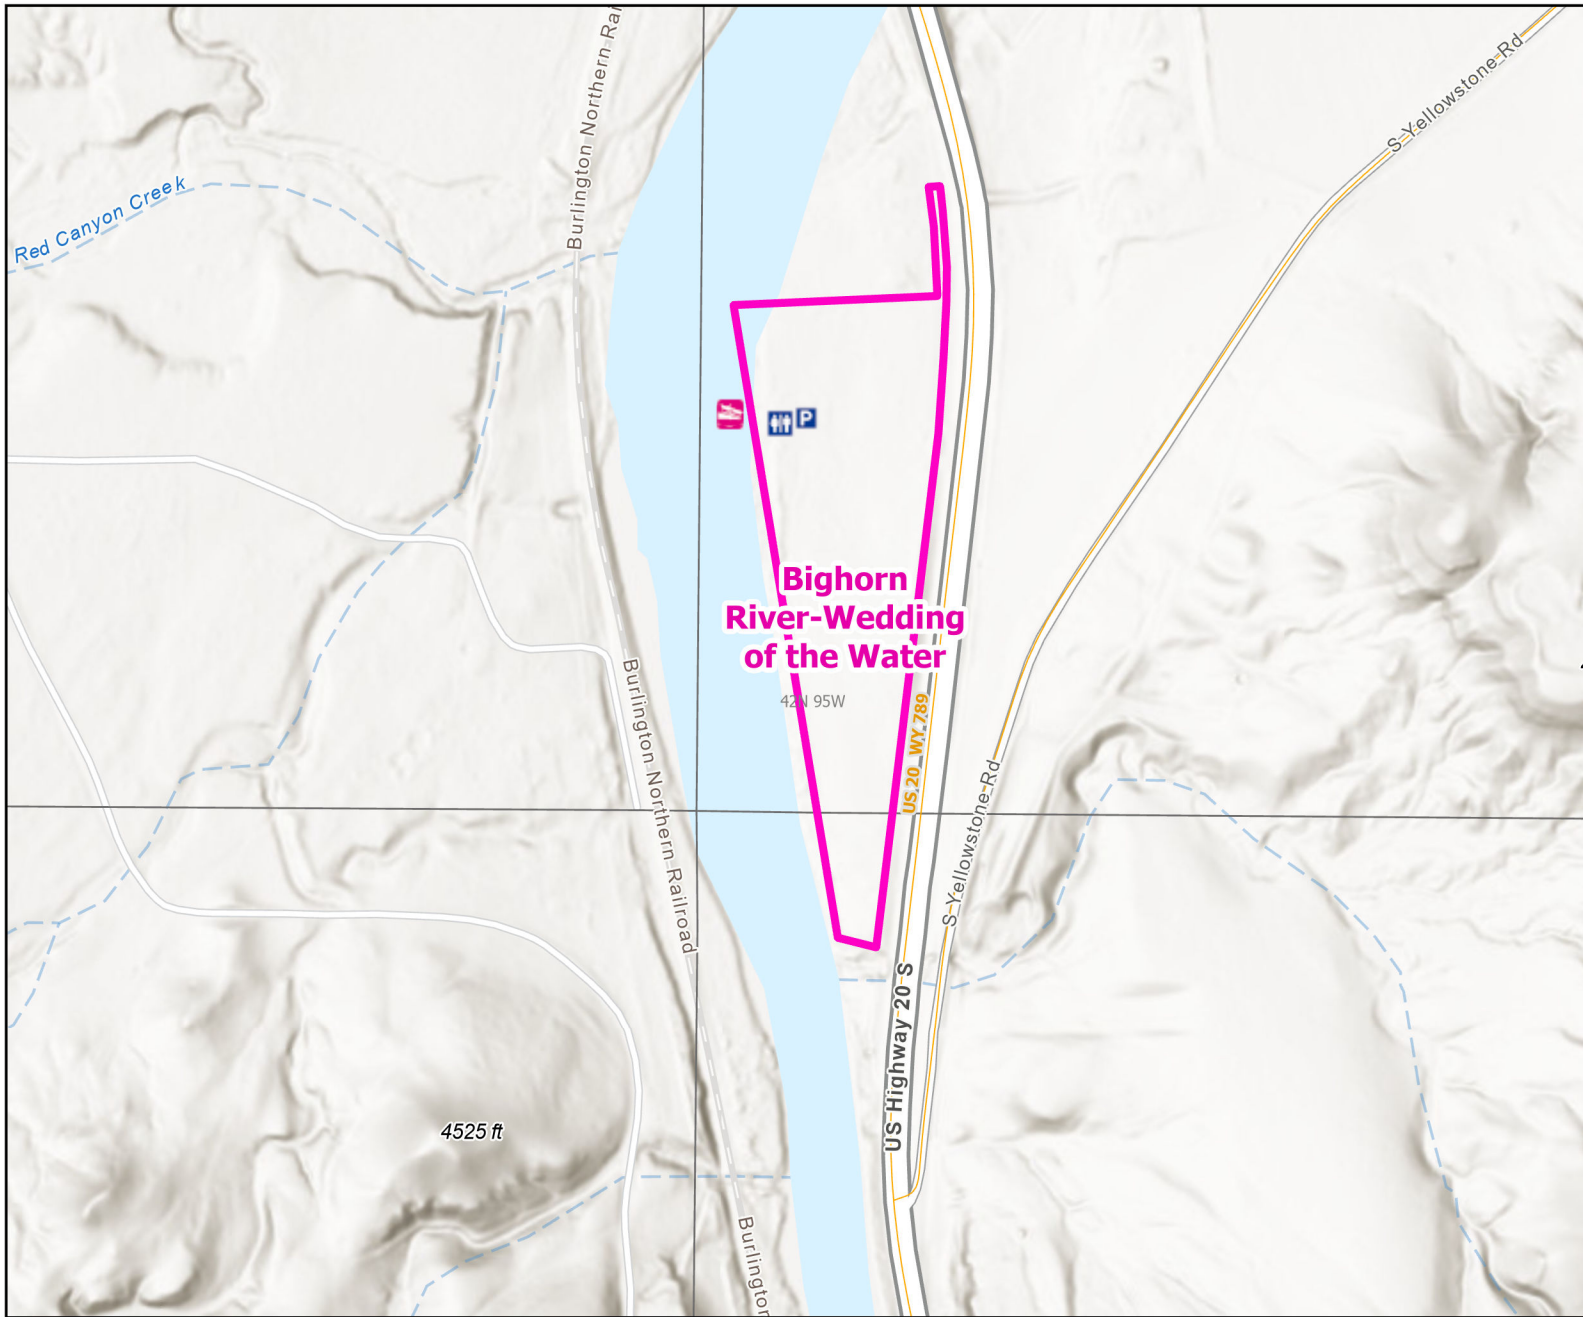 Burlington Northern Rai
S Yellowstone Rd
Red Canyon Creek
P
Bighorn
River-Wedding
of the Water
42N 95W
US 20 WY 789
Burlington Northern Railroad
S Yellowstone Rd
US Highway 20 S
4525 ft
Burlington